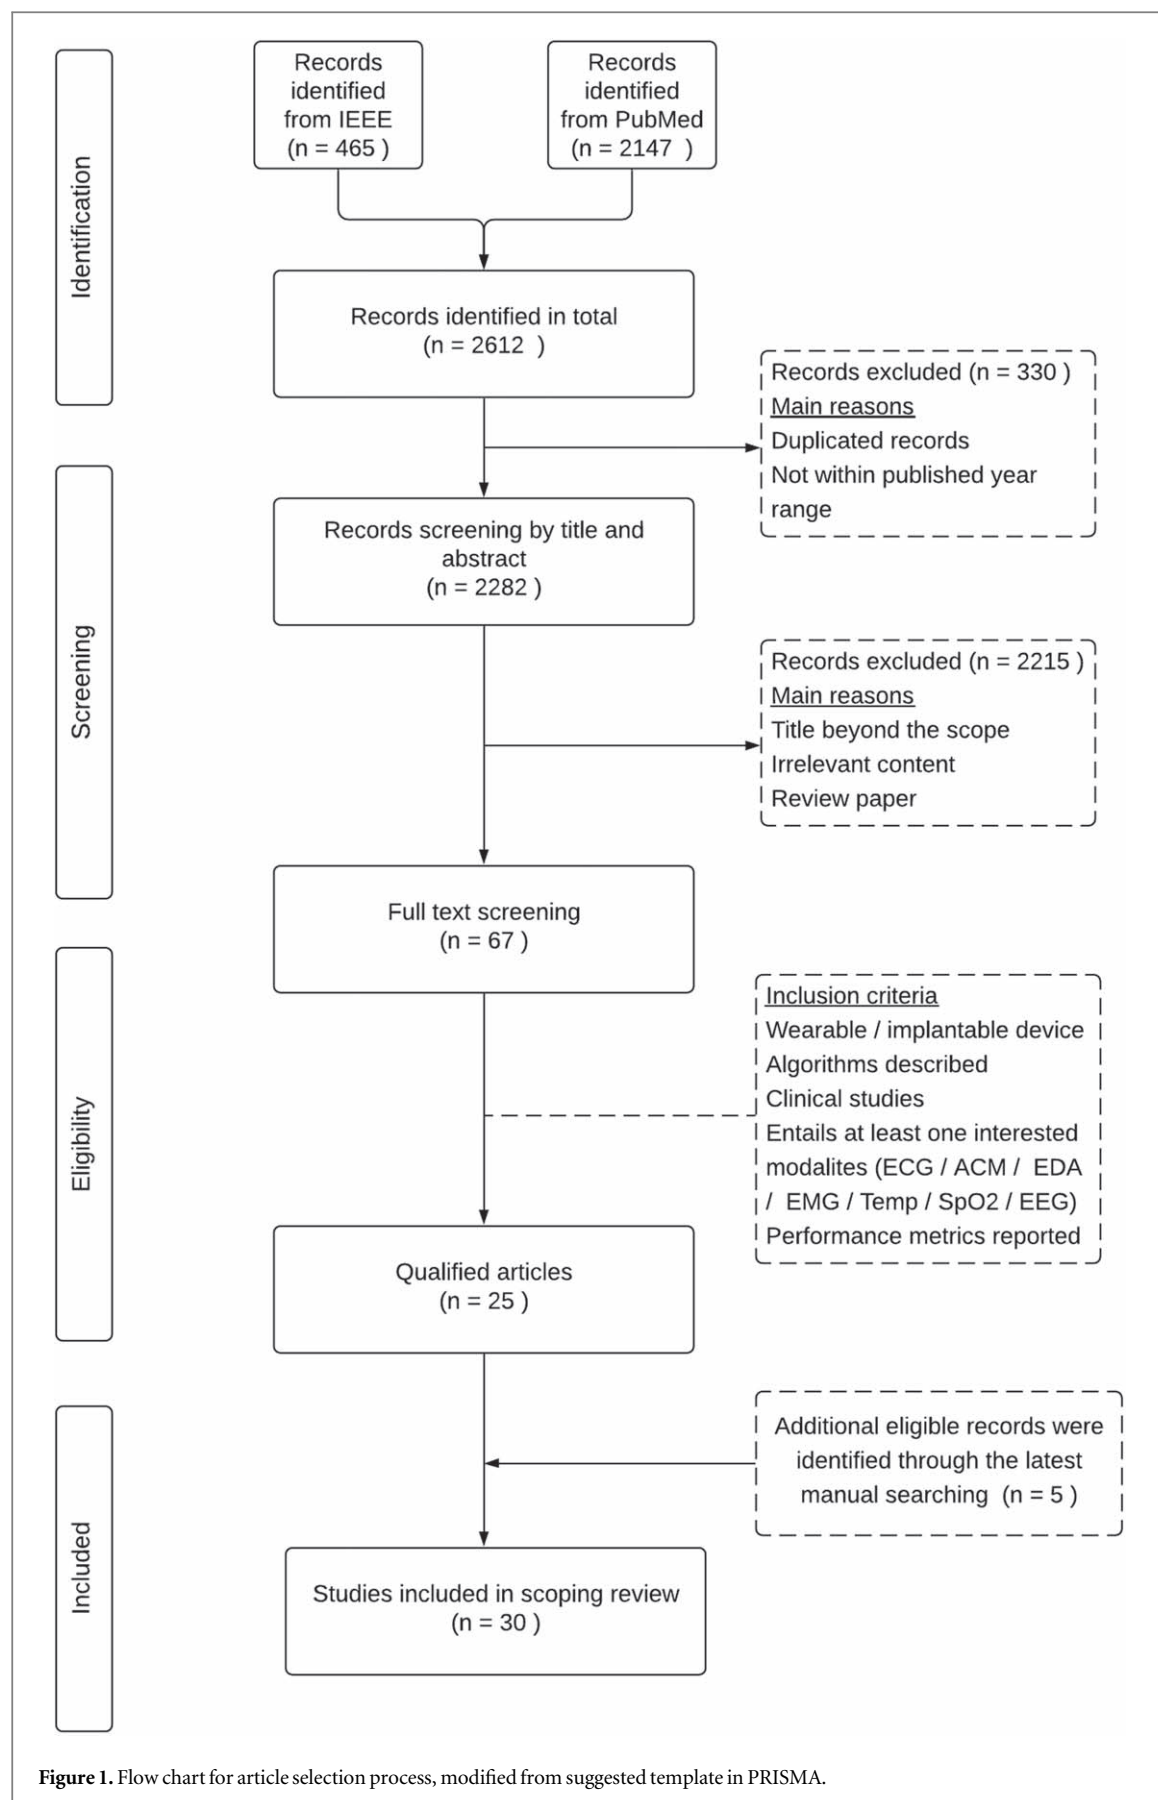 Identification
Records
identified
from IEEE
(n = 465 )
Records
identified
from PubMed
(n = 2147 )
Records identified in total
(n = 2612 )
Records excluded (n = 330 )
Main reasons
Duplicated records
Not within published year
range
Screening
Records screening by title and
abstract
(n = 2282 )
Records excluded (n = 2215 )
Main reasons
Title beyond the scope
Irrelevant content
Review paper
Full text screening
(n = 67 )
Eligibility
Inclusion criteria
Wearable / implantable device
Algorithms described
Clinical studies
Entails at least one interested
modalites (ECG / ACM / EDA
/ EMG / Temp / SpO2 / EEG)
Performance metrics reported
Qualified articles
(n = 25 )
Included
Additional eligible records were
identified through the latest
manual searching (n = 5 )
Studies included in scoping review
(n = 30 )
Figure 1. Flow chart for article selection process, modified from suggested template in PRISMA.